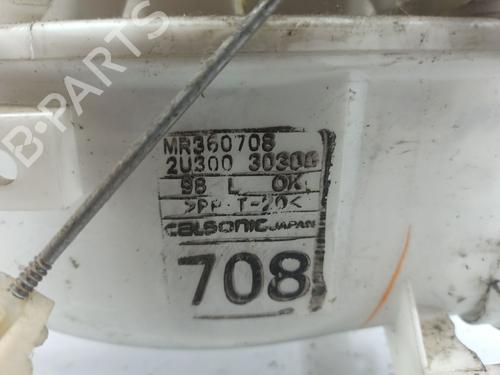 MR360708
2U300 3030G
98 L OK
>PP-T-20<
CALSONIC JAPAN
708
B-PARTS